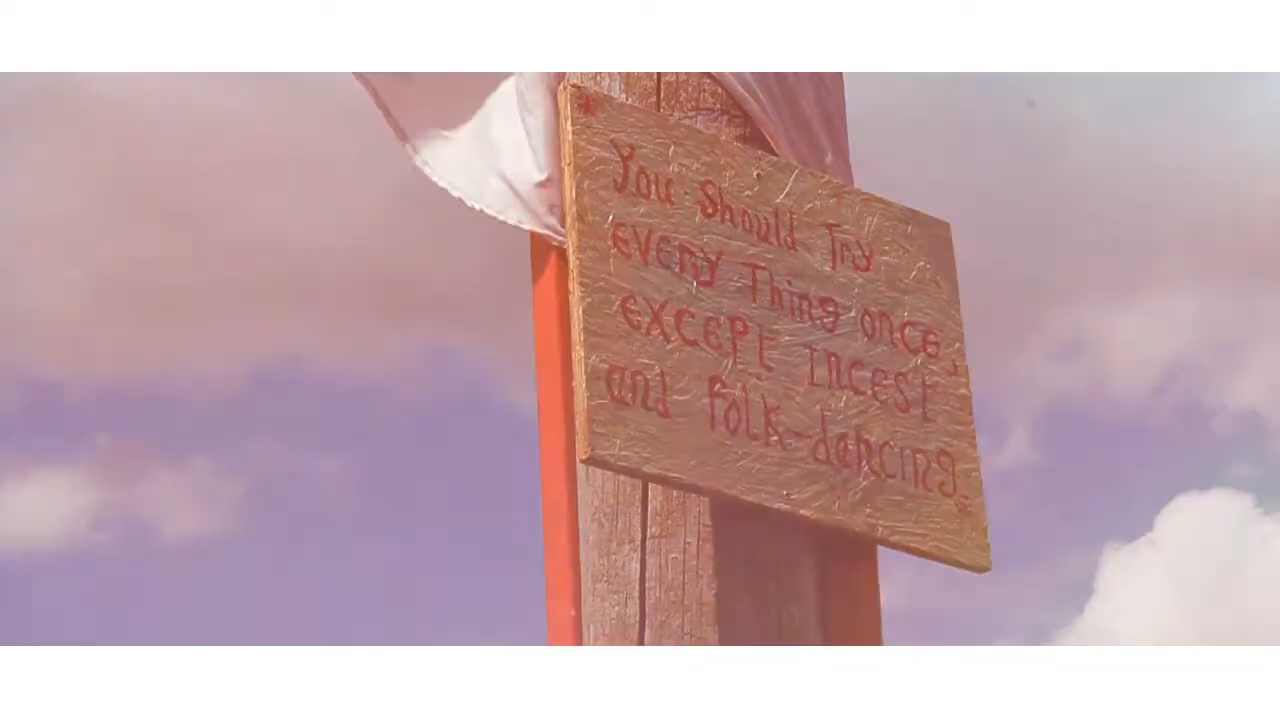 "You Should Try
EVERY Thing once,
EXCEPT INCEST
and folk-dancing."